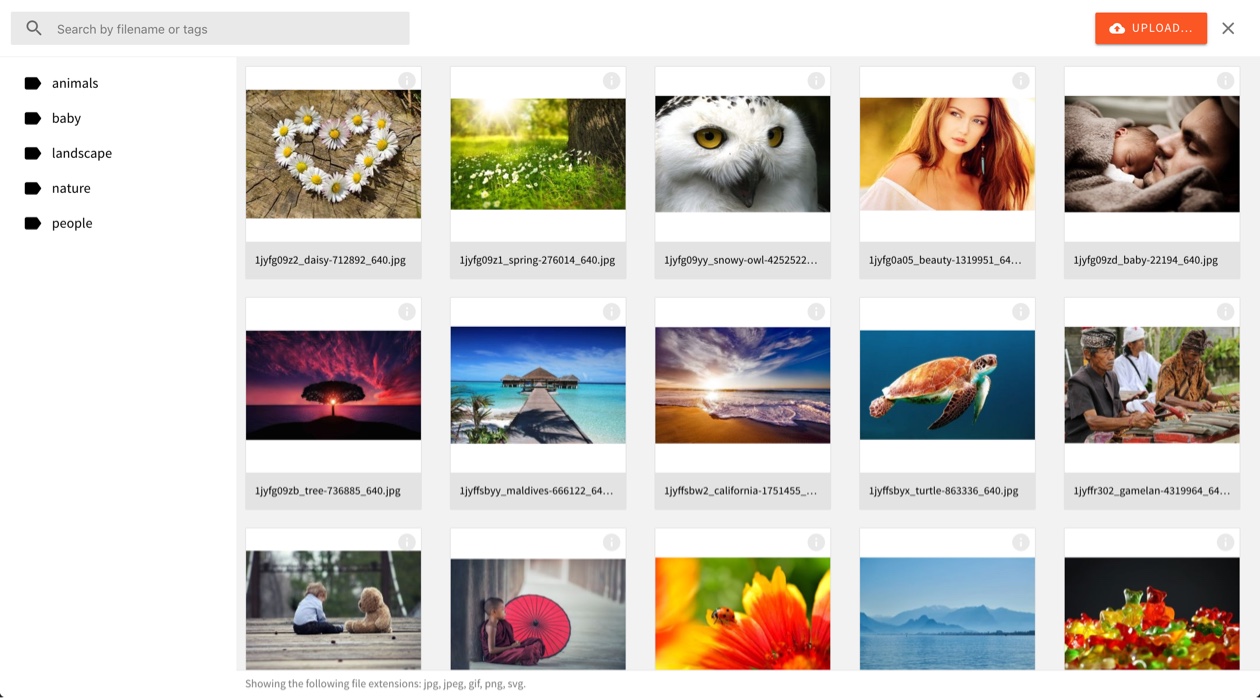 Search by filename or tags
UPLOAD...
animals
baby
landscape
nature
people
1jyfg09z2_daisy-712892_640.jpg
1jyfg09z1_spring-276014_640.jpg
1jyfg09yy_snowy-owl-4252522...
1jyfg0a05_beauty-1319951_64...
1jyfg09zd_baby-22194_640.jpg
1jyfg09zb_tree-736885_640.jpg
1jyffsbyy_maldives-666122_64...
1jyffsbw2_california-1751455_...
1jyffsbyx_turtle-863336_640.jpg
1jyffr302_gamelan-4319964_64...
Showing the following file extensions: jpg, jpeg, gif, png, svg.